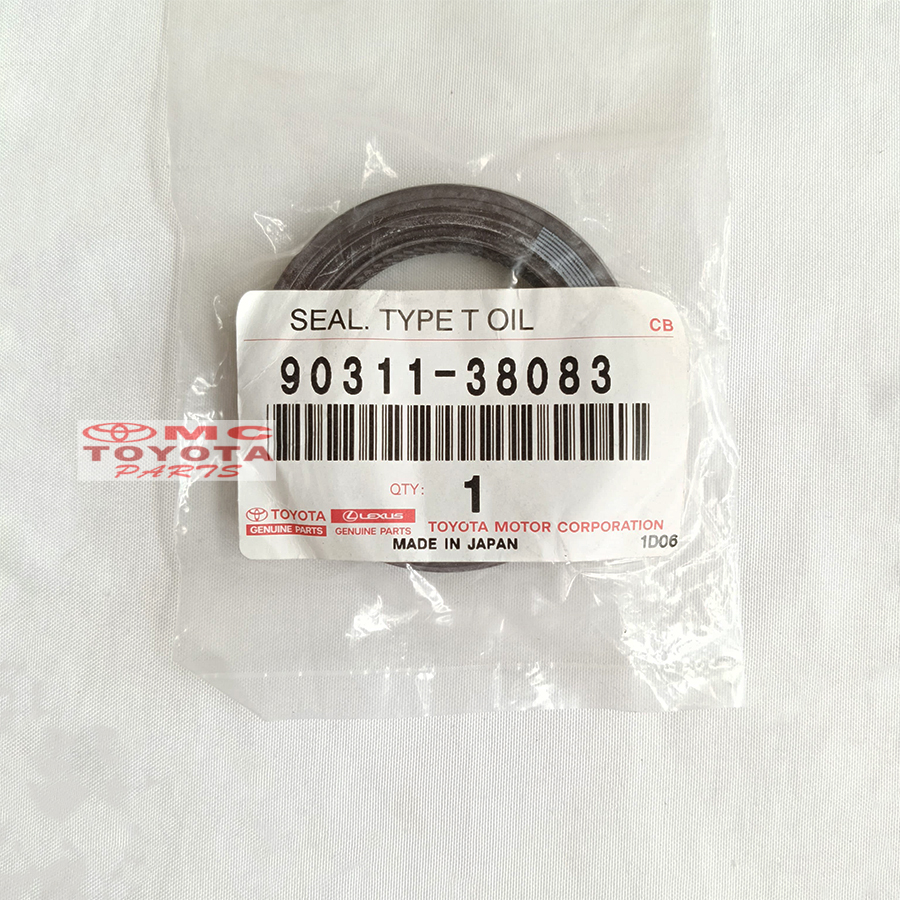 SEAL. TYPE T OIL
CB
90311-38083
QTY: 1
TOYOTA
GENUINE PARTS
LEXUS
GENUINE PARTS
TOYOTA MOTOR CORPORATION
MADE IN JAPAN
1D06
MC
TOYOTA
PARTS